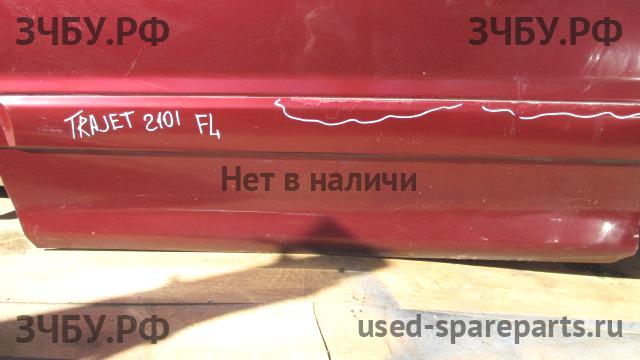 ЗЧБУ.РФ ЗЧБУ.РФ
TRAJET 2101 FL
Нет в наличи
ЗЧБУ.РФ used-spareparts.ru